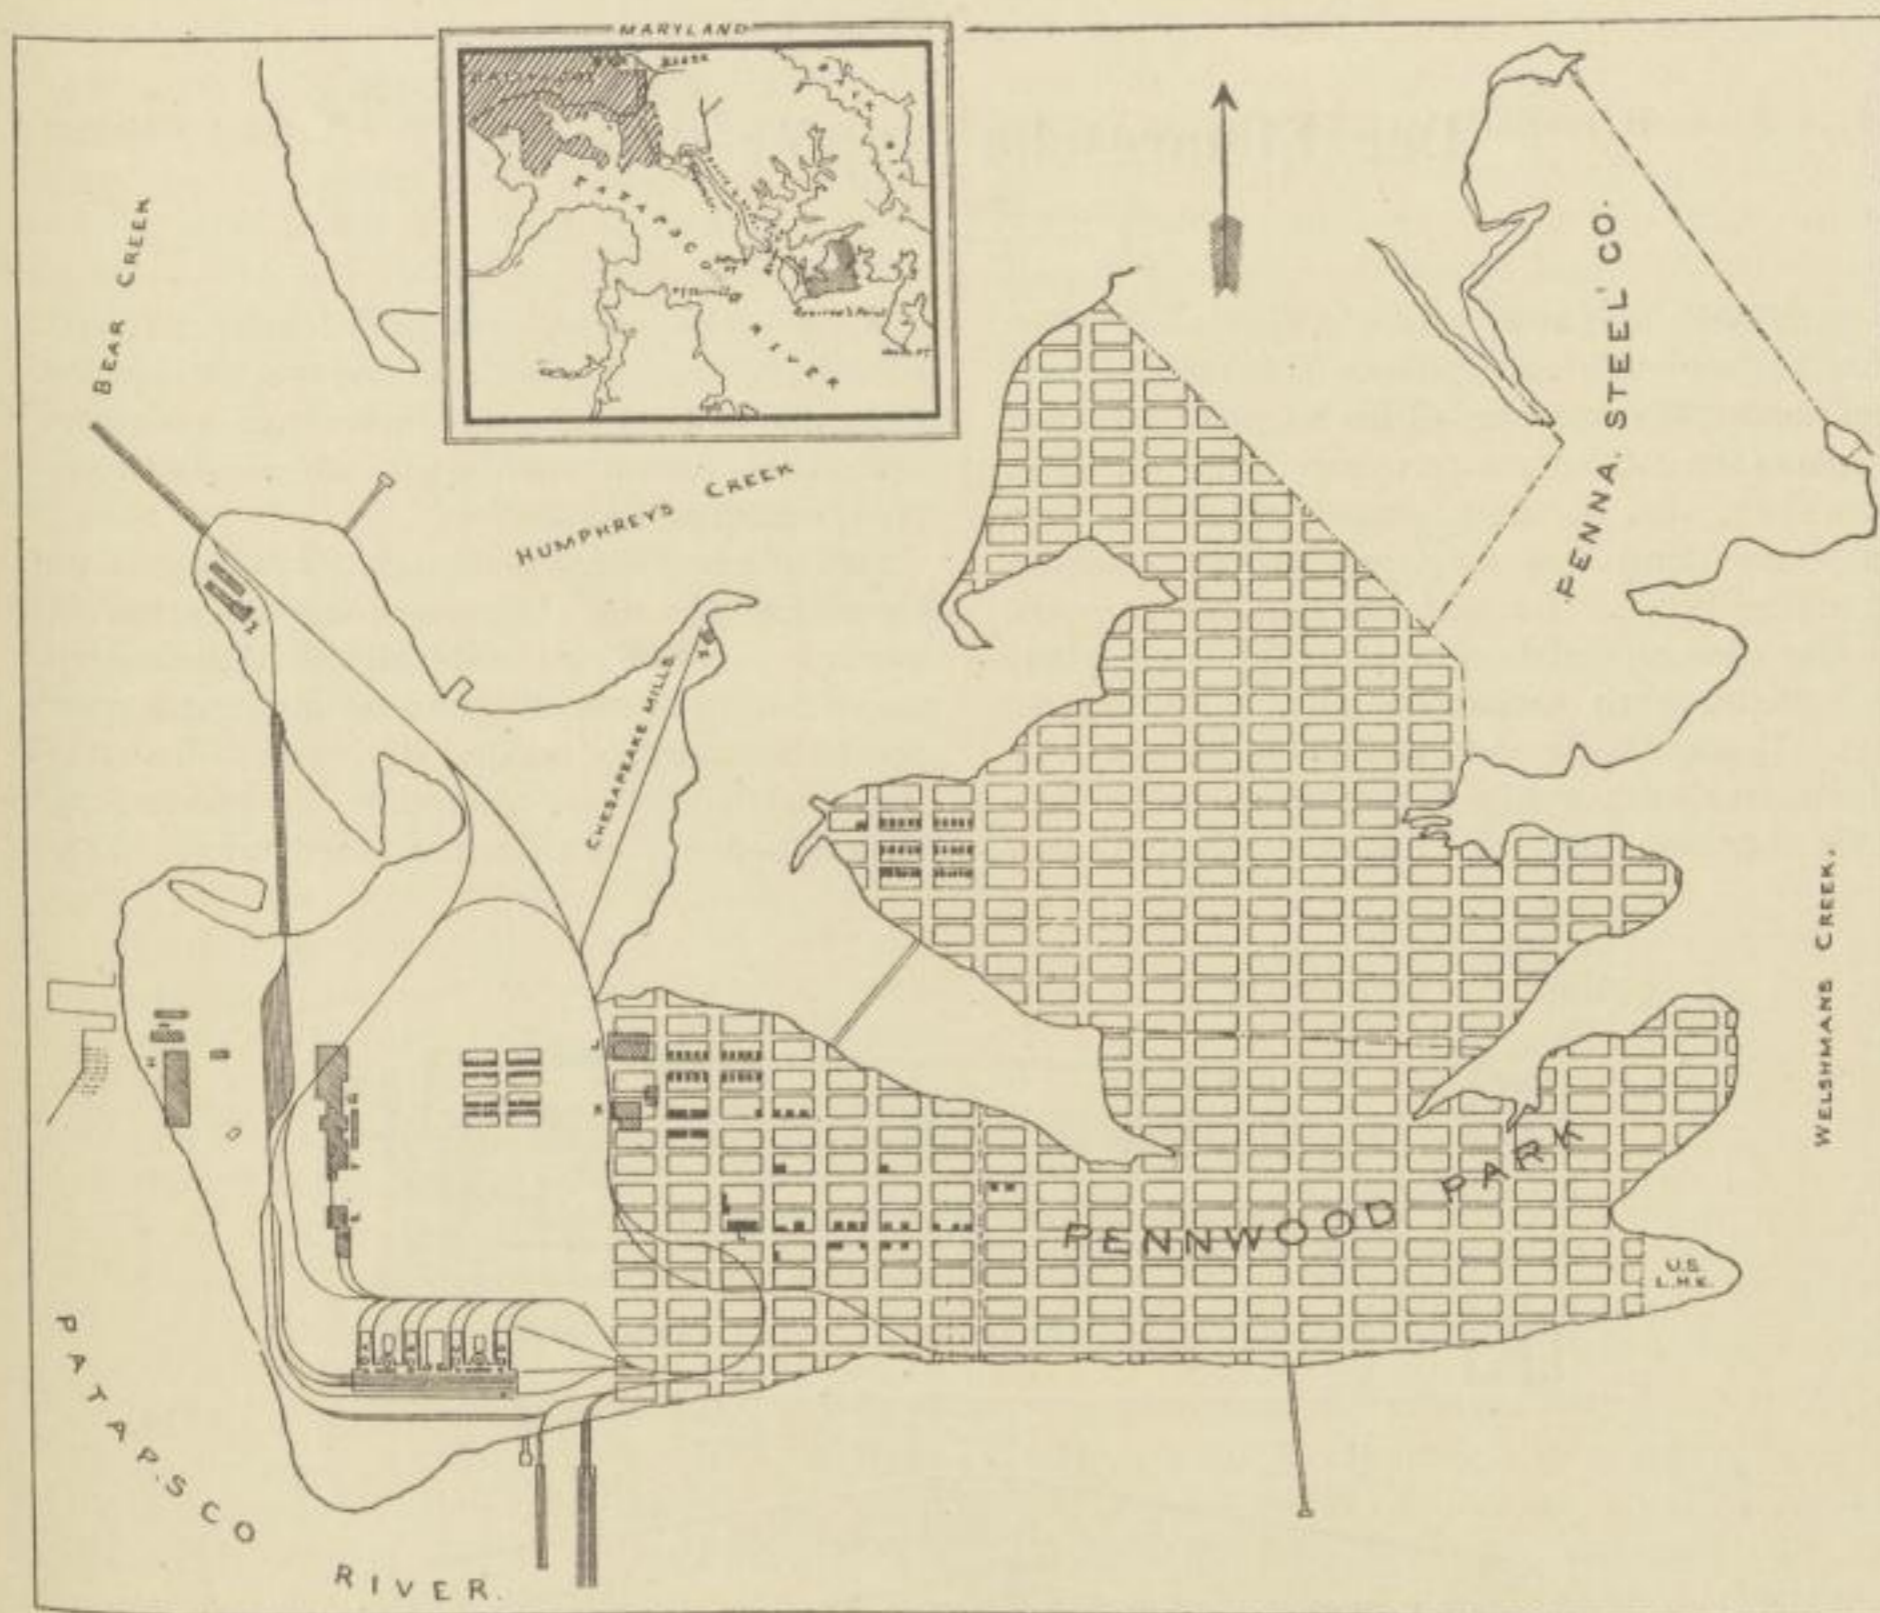 MARYLAND
PATAPSCO
RIVER
BEAR CREEK
HUMPHREYS CREEK
CHESAPEAKE MILLS
PENNA. STEEL CO.
WELSHMANS CREEK.
PENNWOOD PARK
U.S.
L.H.E.
J
H
G
F
E
L
PATAPSCO
RIVER.